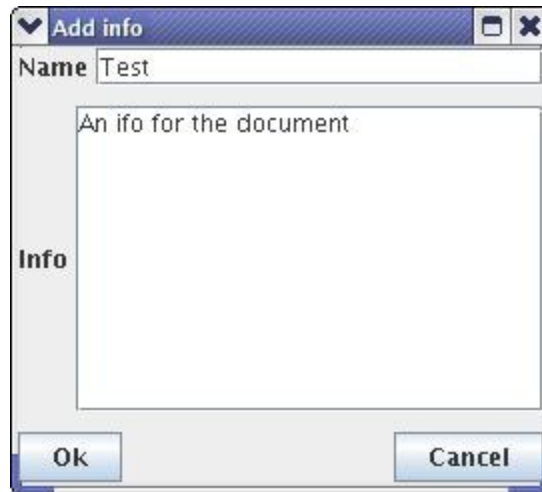 Add info
Name Test
An ifo for the document
Info
Ok Cancel